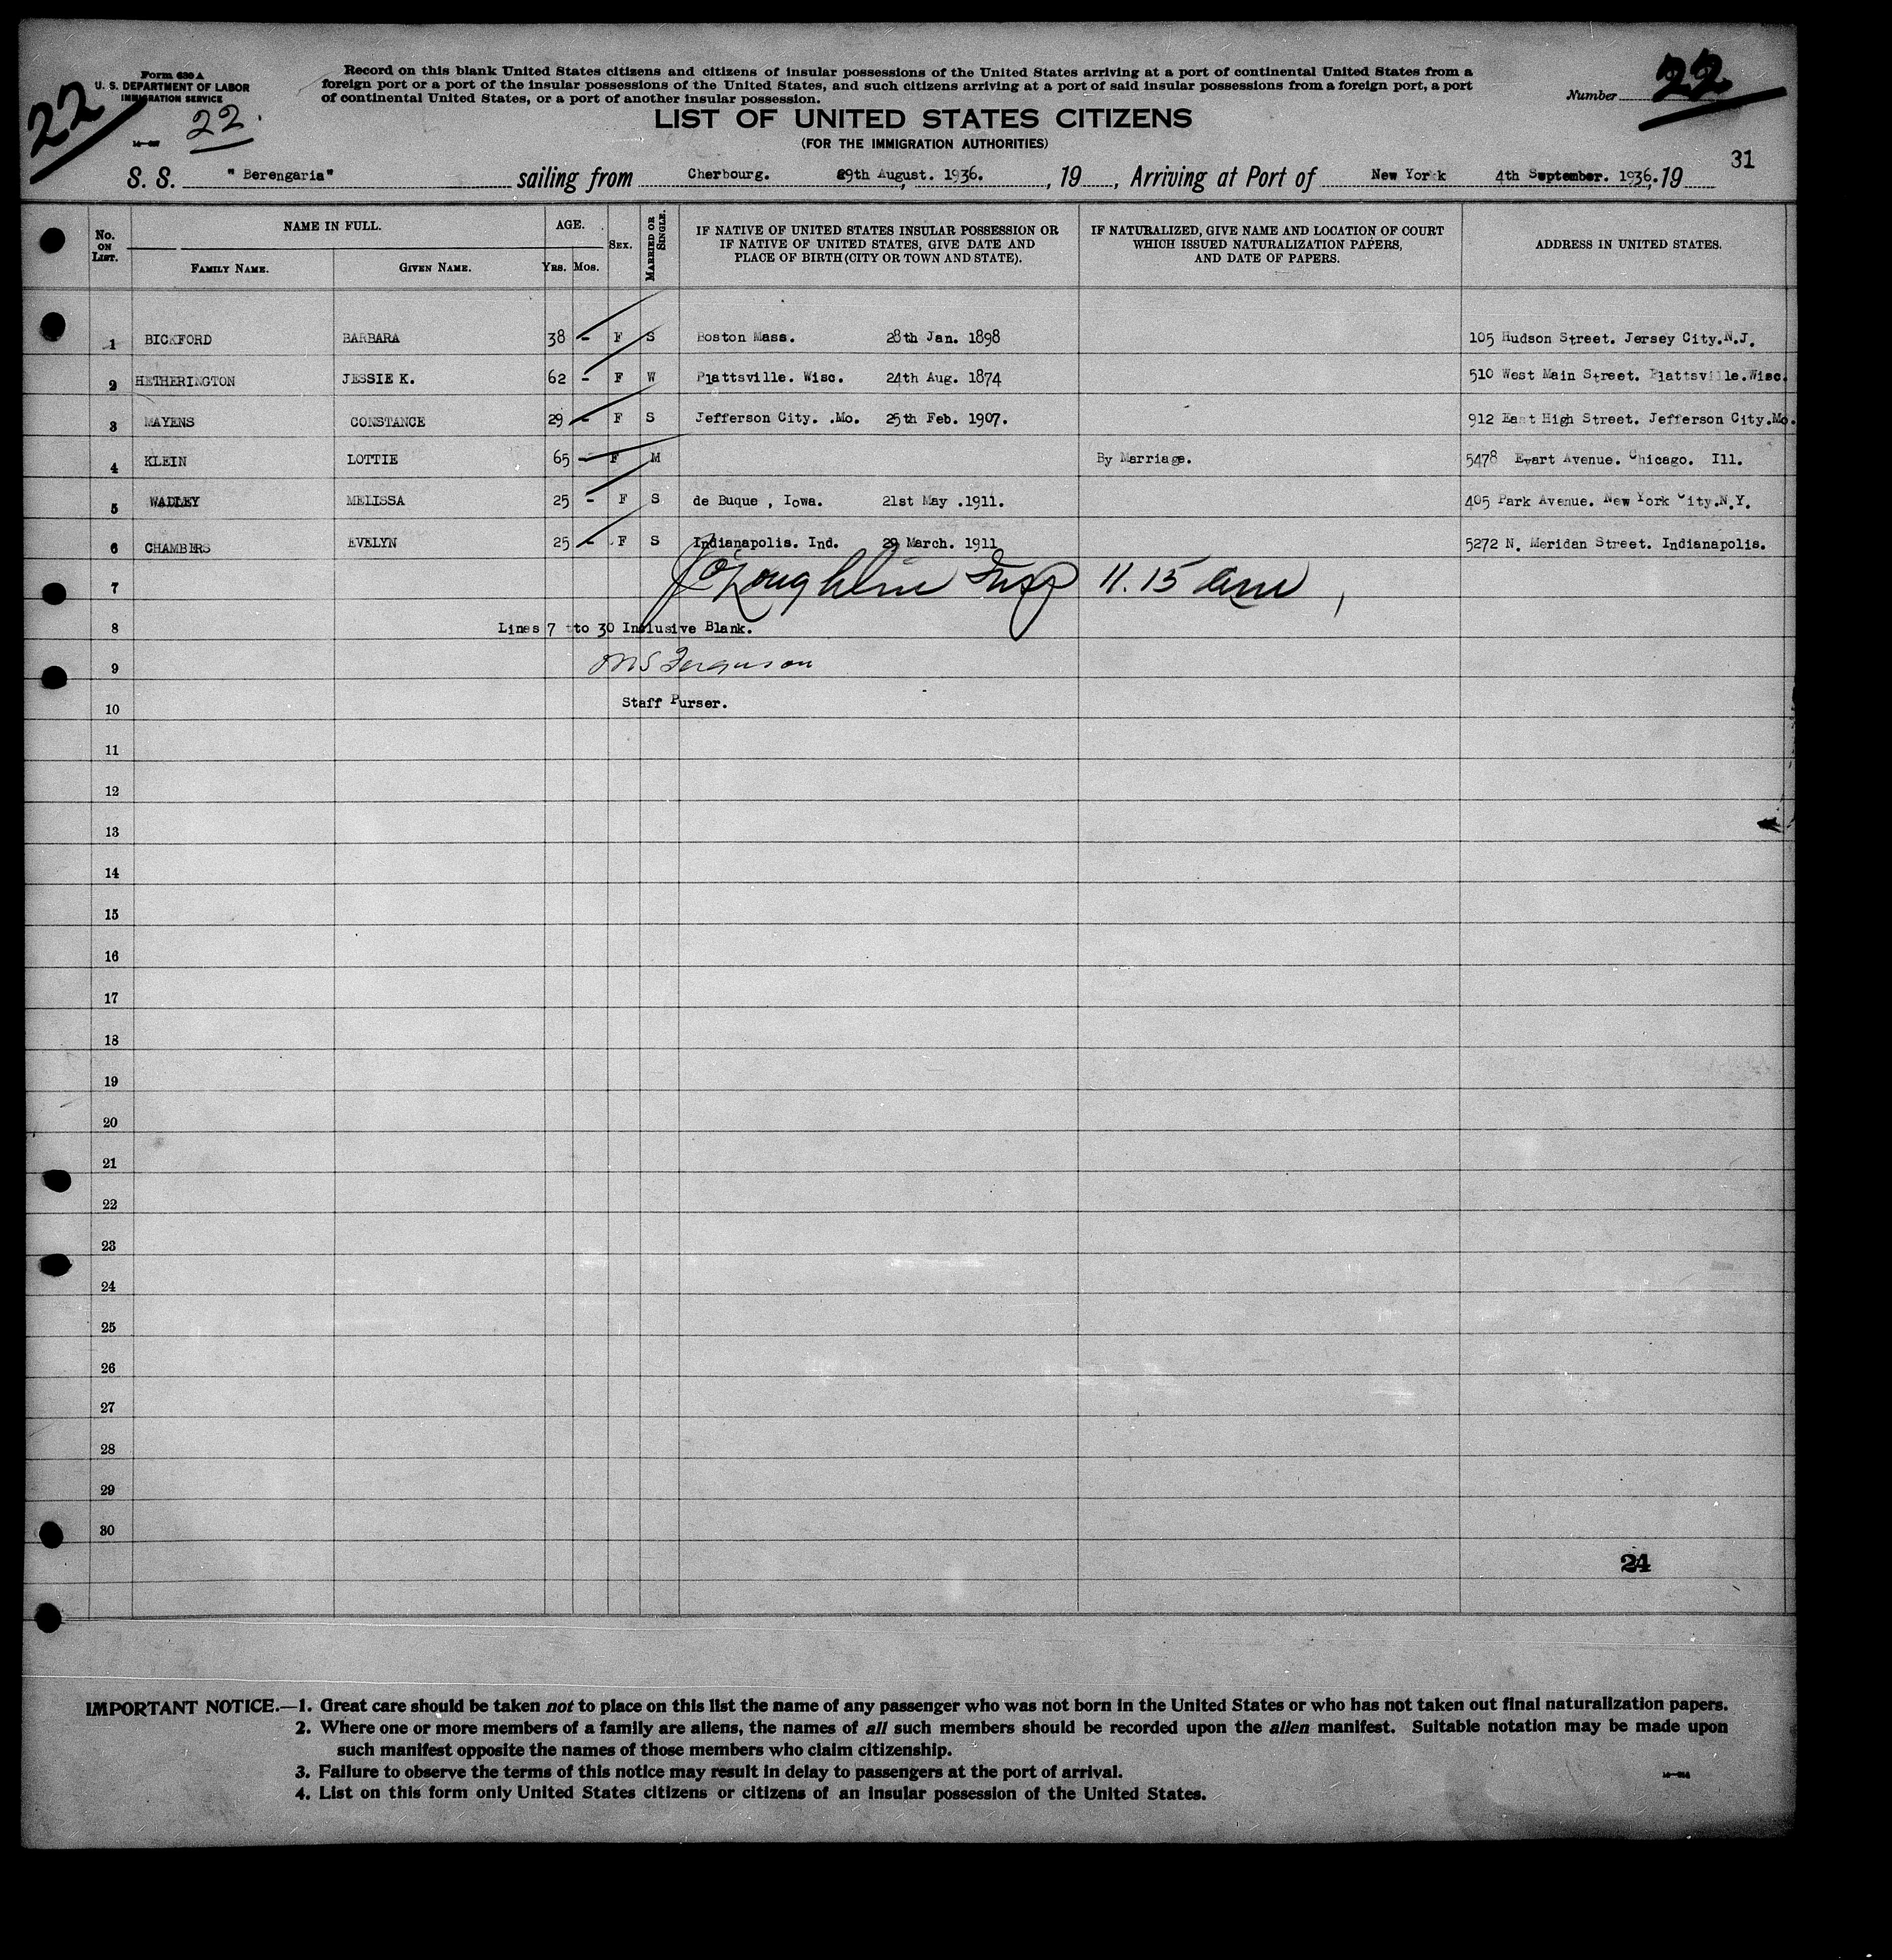 Form 630 A
U. S. DEPARTMENT OF LABOR
IMMIGRATION SERVICE
22
22.
Record on this blank United States citizens and citizens of insular possessions of the United States arriving at a port of continental United States from a
foreign port or a port of the insular possessions of the United States, and such citizens arriving at a port of said insular possessions from a foreign port, a port
of continental United States, or a port of another insular possession.
Number 22
LIST OF UNITED STATES CITIZENS
(FOR THE IMMIGRATION AUTHORITIES)
31
S. S. "Berengaria" sailing from Cherbourg. 29th August. 1936. , 19 , Arriving at Port of New York 4th September. 1936. 19
No. ON LIST. NAME IN FULL. FAMILY NAME. GIVEN NAME. AGE. YRS. MOS. SEX. MARRIED OR SINGLE. IF NATIVE OF UNITED STATES INSULAR POSSESSION OR IF NATIVE OF UNITED STATES, GIVE DATE AND PLACE OF BIRTH (CITY OR TOWN AND STATE). IF NATURALIZED, GIVE NAME AND LOCATION OF COURT WHICH ISSUED NATURALIZATION PAPERS, AND DATE OF PAPERS. ADDRESS IN UNITED STATES.
1 BICKFORD BARBARA 38 - F S Boston Mass. 28th Jan. 1898 105 Hudson Street. Jersey City.N.J.
2 HETHERINGTON JESSIE K. 62 - F W Plattsville. Wisc. 24th Aug. 1874 510 West Main Street. Plattsville.Wisc.
3 MAYENS CONSTANCE 29 - F S Jefferson City. .Mo. 25th Feb. 1907. 912 East High Street. Jefferson City.Mo.
4 KLEIN LOTTIE 65 - F M By Marriage. 5478 Evart Avenue. Chicago. Ill.
5 WADLEY MELISSA 25 - F S de Buque , Iowa. 21st May .1911. 405 Park Avenue. New York City.N.Y.
6 CHAMBERS EVELYN 25 - F S Indianapolis. Ind. 29 March. 1911 5272 N. Meridan Street. Indianapolis.
7 J O'Loughlin Insp 11.15 am
8 Lines 7 tto 30 Inslusive Blank.
9 Ferguson
10 Staff Purser.
11
12
13
14
15
16
17
18
19
20
21
22
23
24
25
26
27
28
29
30
24
IMPORTANT NOTICE.—1. Great care should be taken not to place on this list the name of any passenger who was not born in the United States or who has not taken out final naturalization papers.
2. Where one or more members of a family are aliens, the names of all such members should be recorded upon the alien manifest. Suitable notation may be made upon
such manifest opposite the names of those members who claim citizenship.
3. Failure to observe the terms of this notice may result in delay to passengers at the port of arrival.
4. List on this form only United States citizens or citizens of an insular possession of the United States.